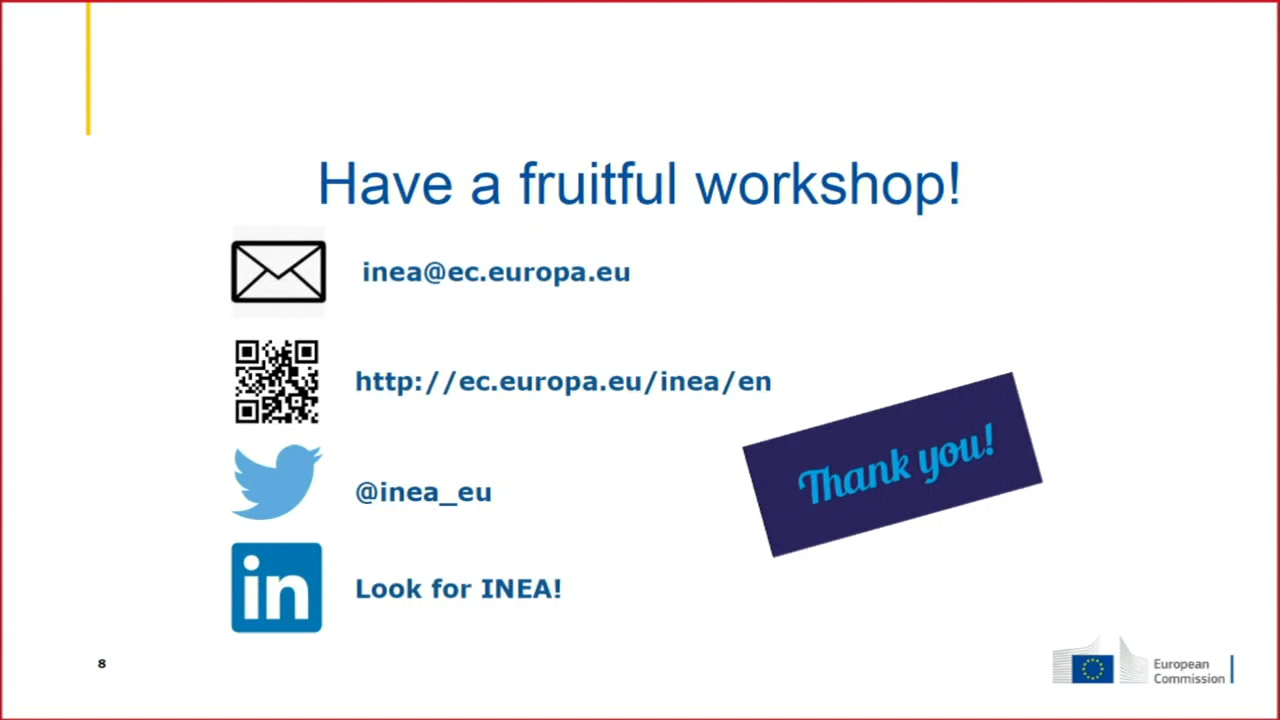 Have a fruitful workshop!
inea@ec.europa.eu
http://ec.europa.eu/inea/en
@inea_eu
Thank you!
in
Look for INEA!
8
European
Commission